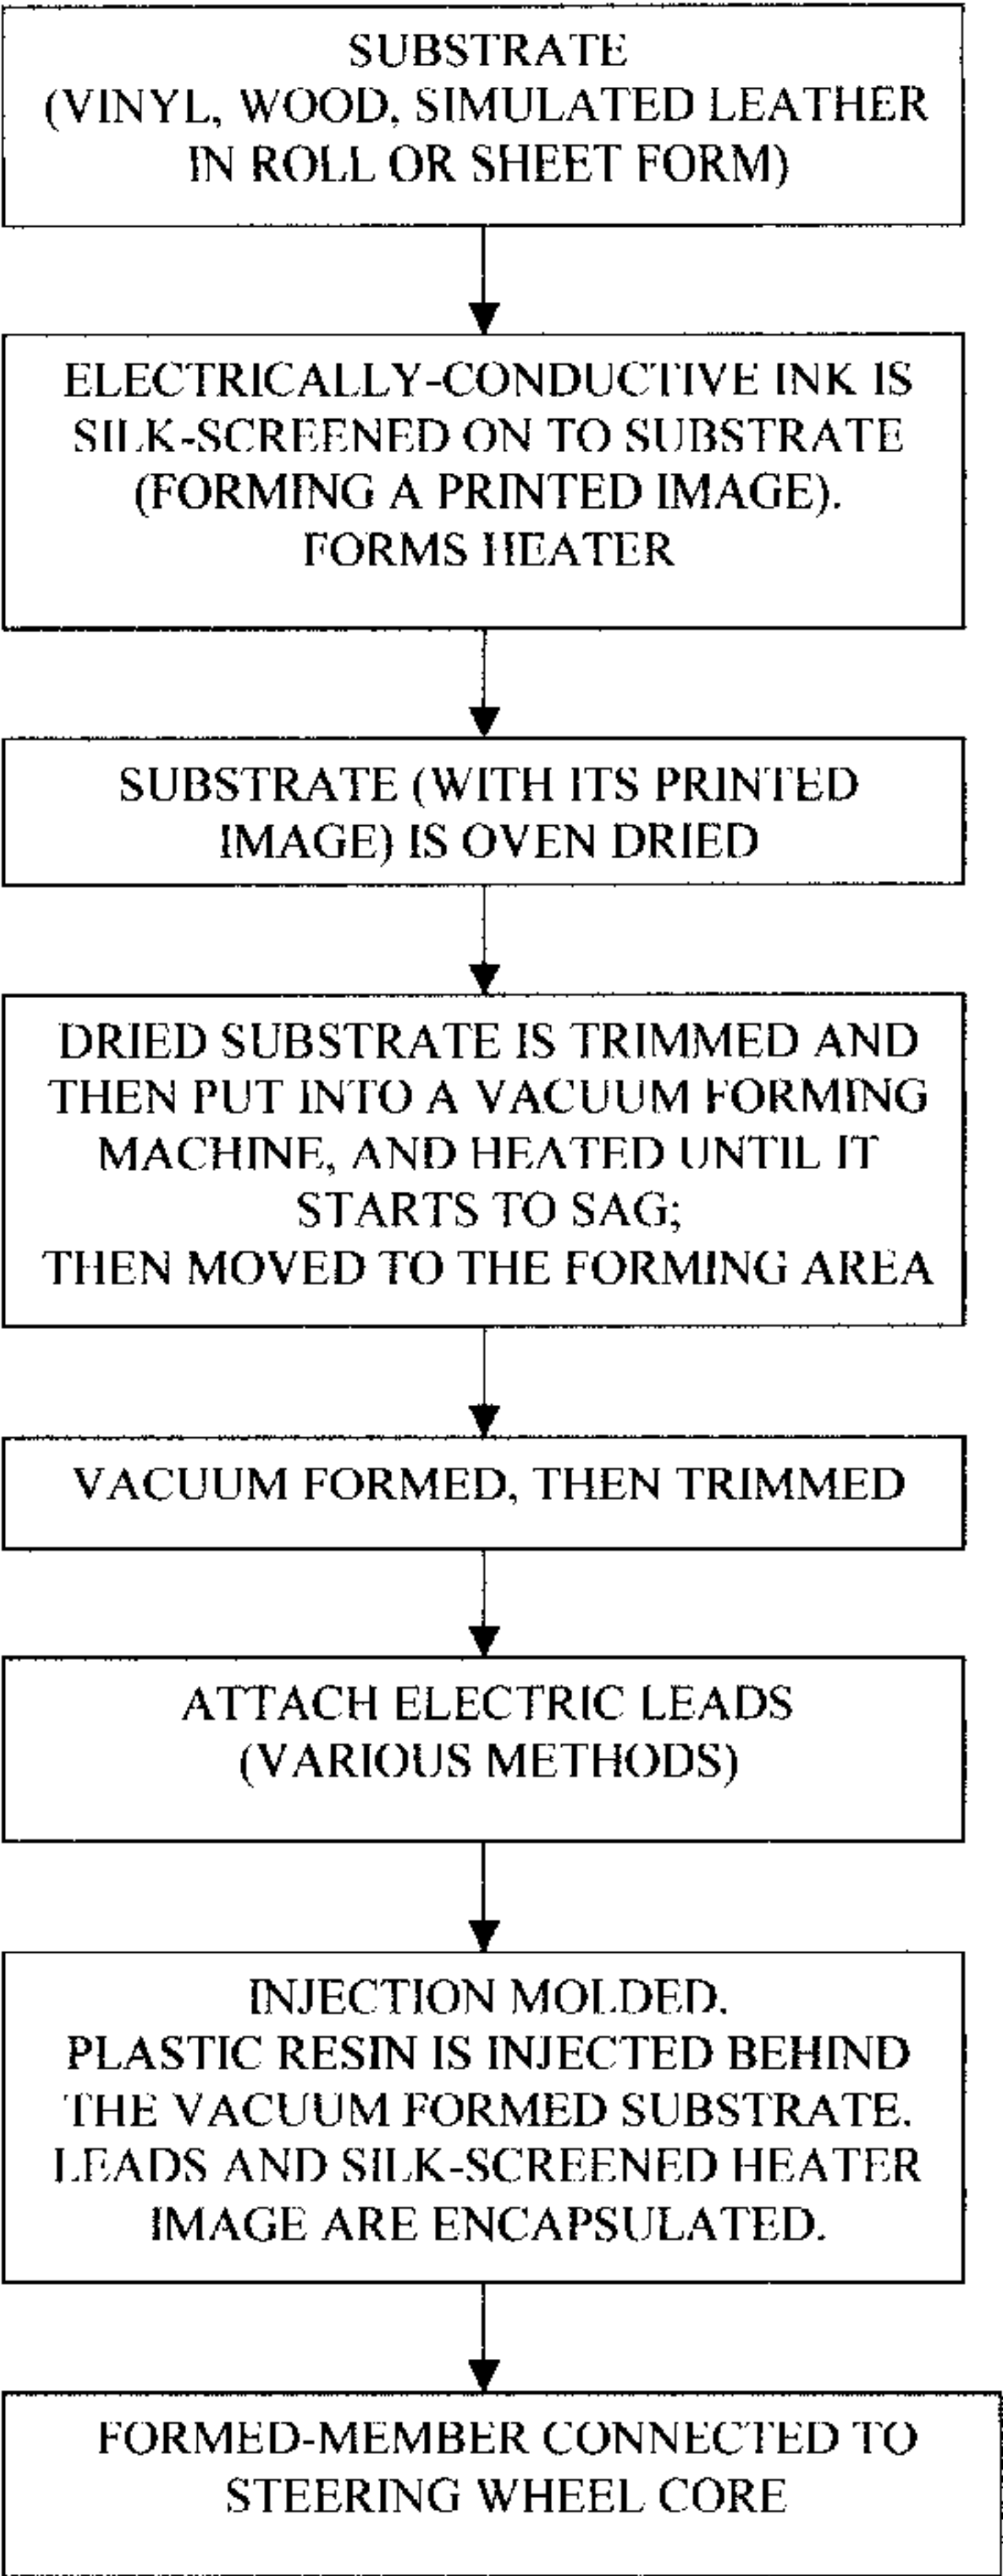 SUBSTRATE
(VINYL, WOOD, SIMULATED LEATHER
IN ROLL OR SHEET FORM)
ELECTRICALLY-CONDUCTIVE INK IS
SILK-SCREENED ON TO SUBSTRATE
(FORMING A PRINTED IMAGE).
FORMS HEATER
SUBSTRATE (WITH ITS PRINTED
IMAGE) IS OVEN DRIED
DRIED SUBSTRATE IS TRIMMED AND
THEN PUT INTO A VACUUM FORMING
MACHINE, AND HEATED UNTIL IT
STARTS TO SAG;
THEN MOVED TO THE FORMING AREA
VACUUM FORMED, THEN TRIMMED
ATTACH ELECTRIC LEADS
(VARIOUS METHODS)
INJECTION MOLDED.
PLASTIC RESIN IS INJECTED BEHIND
THE VACUUM FORMED SUBSTRATE.
LEADS AND SILK-SCREENED HEATER
IMAGE ARE ENCAPSULATED.
FORMED-MEMBER CONNECTED TO
STEERING WHEEL CORE